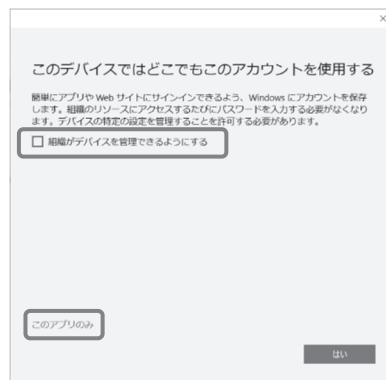 このデバイスではどこでもこのアカウントを使用する
簡単にアプリや Web サイトにサインインできるよう、Windows にアカウントを保存
します。組織のリソースにアクセスするたびにパスワードを入力する必要がなくなり
ます。デバイスの特定の設定を管理することを許可する必要があります。
組織がデバイスを管理できるようにする
このアプリのみ
はい